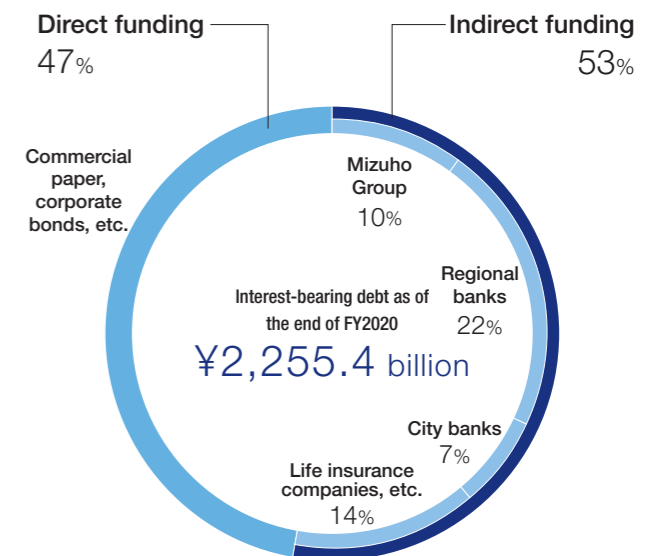 Direct funding
47%
Indirect funding
53%
Commercial
paper,
corporate
bonds, etc.
Mizuho
Group
10%
Regional
banks
22%
Interest-bearing debt as of
the end of FY2020
¥2,255.4 billion
City banks
7%
Life insurance
companies, etc.
14%